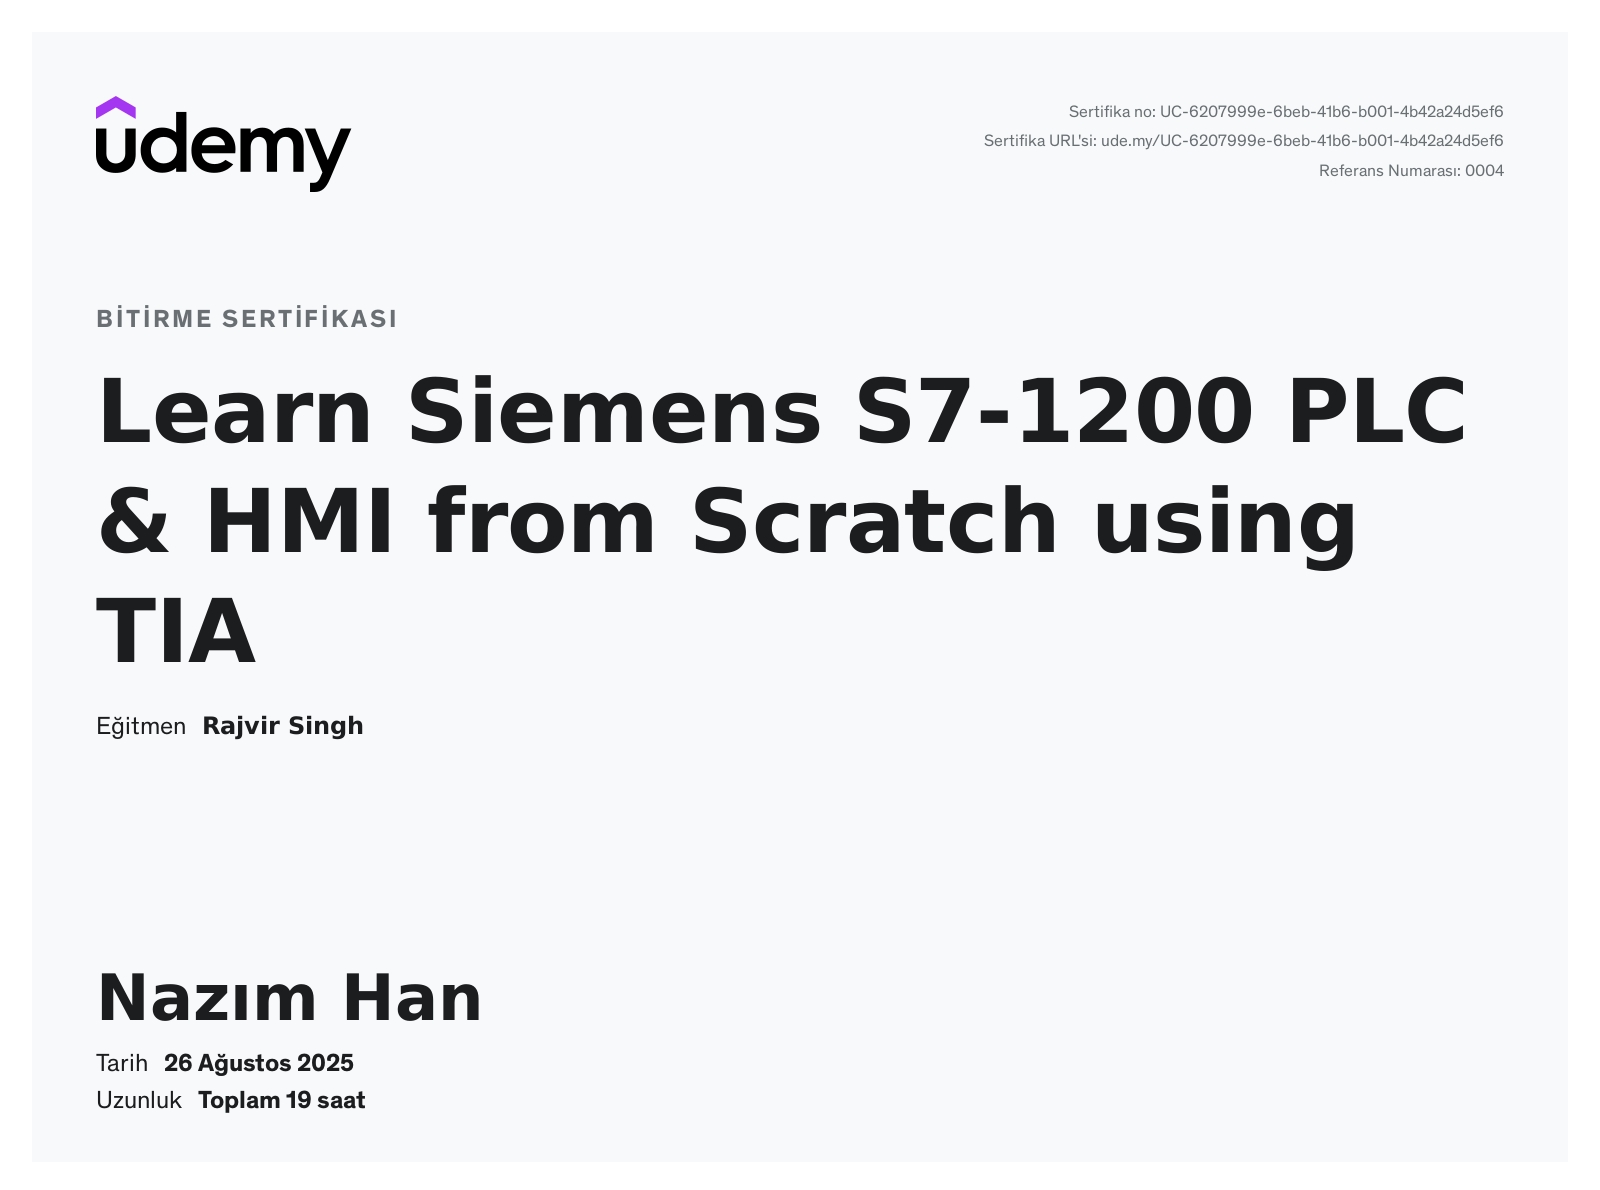 udemy
Sertifika no: UC-6207999e-6beb-41b6-b001-4b42a24d5ef6
Sertifika URL'si: ude.my/UC-6207999e-6beb-41b6-b001-4b42a24d5ef6
Referans Numarası: 0004
BİTİRME SERTİFİKASI
Learn Siemens S7-1200 PLC
& HMI from Scratch using
TIA
Eğitmen Rajvir Singh
Nazım Han
Tarih 26 Ağustos 2025
Uzunluk Toplam 19 saat